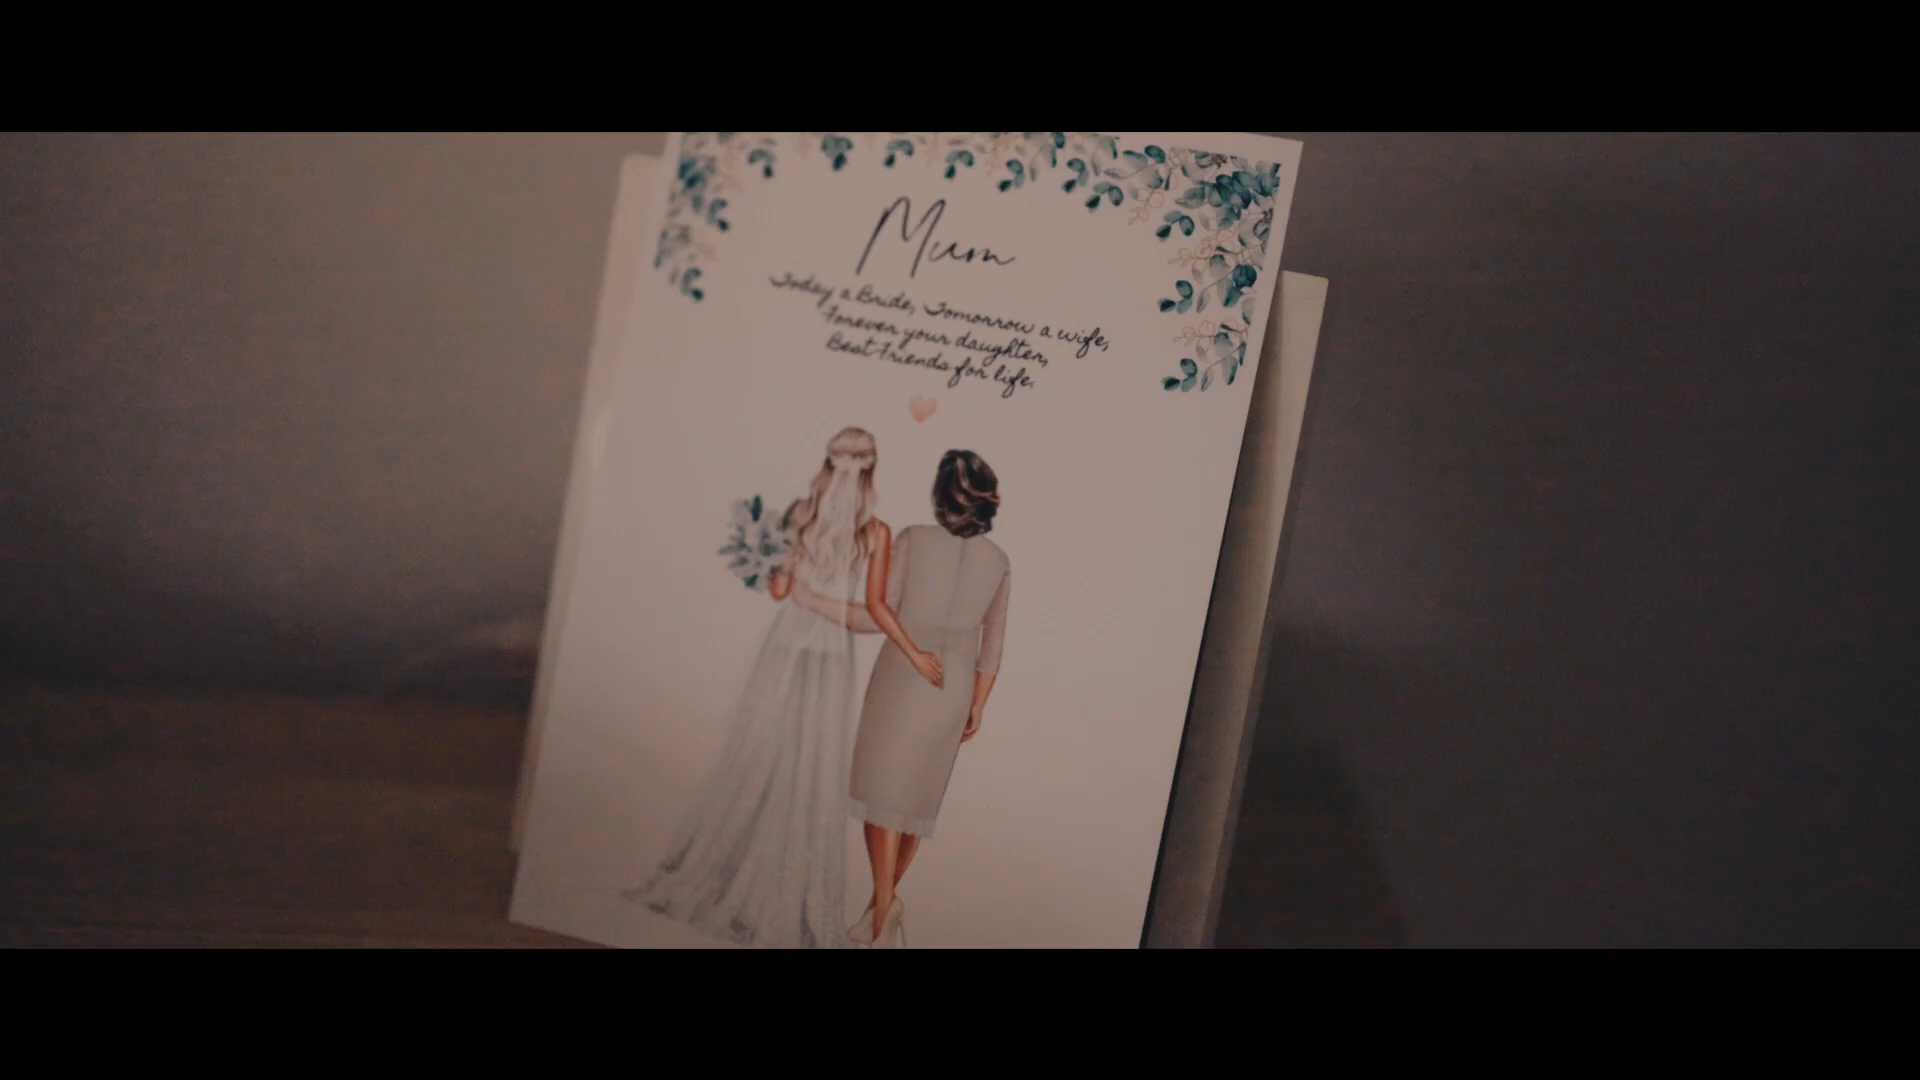 Mum
Today a Bride, Tomorrow a wife,
Forever your daughter,
Best Friends for life.